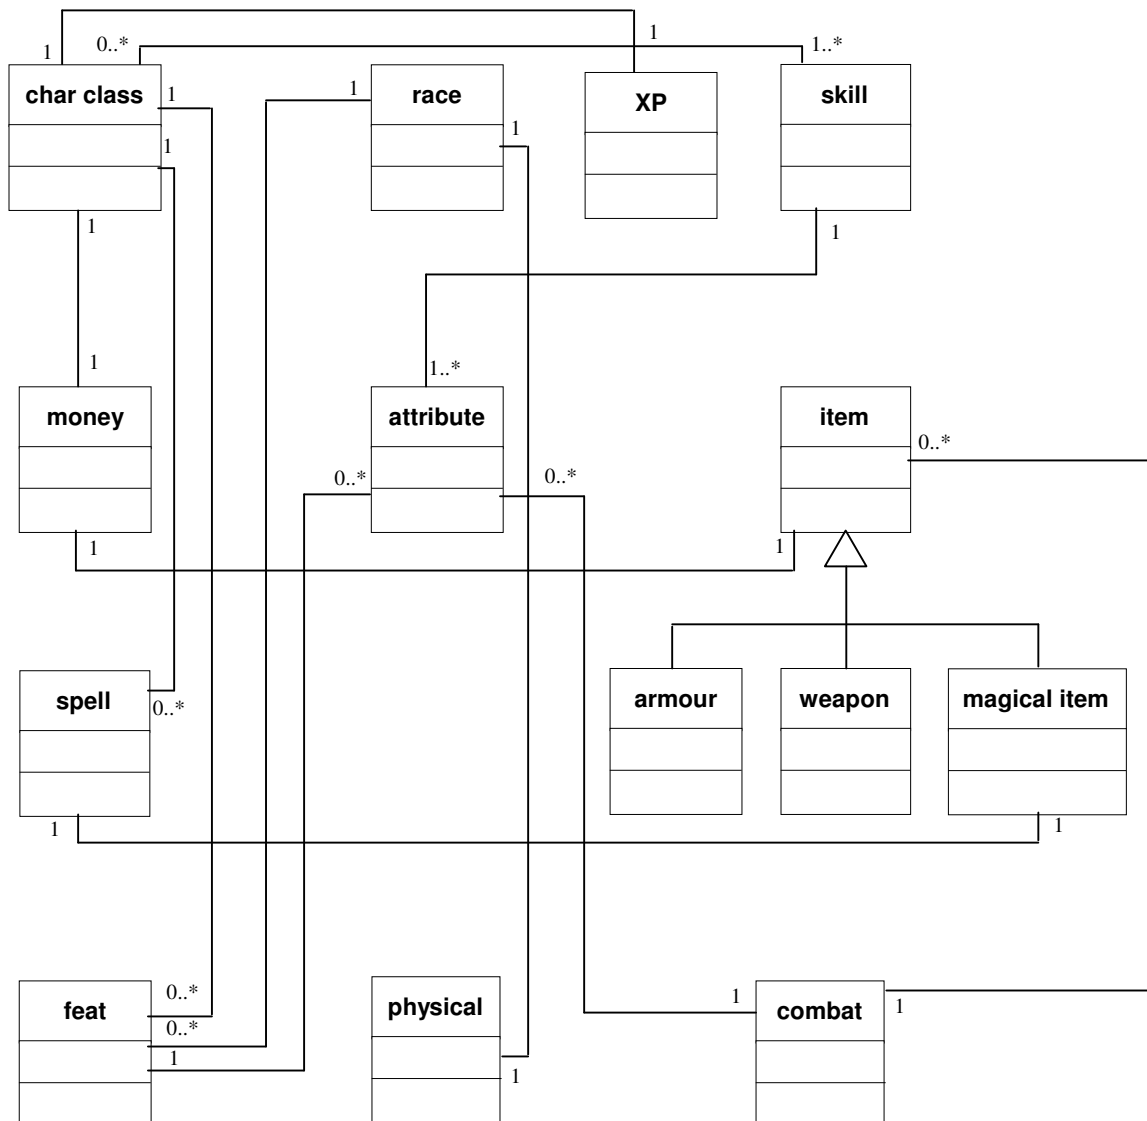 1
0..*
1
1..*
char class
1
race
1
XP
skill
1
1
1
1
1
1..*
money
attribute
item
0..*
0..*
0..*
1
1
spell
0..*
armour
weapon
magical item
1
1
feat
0..*
0..*
1
physical
1
1
combat
1